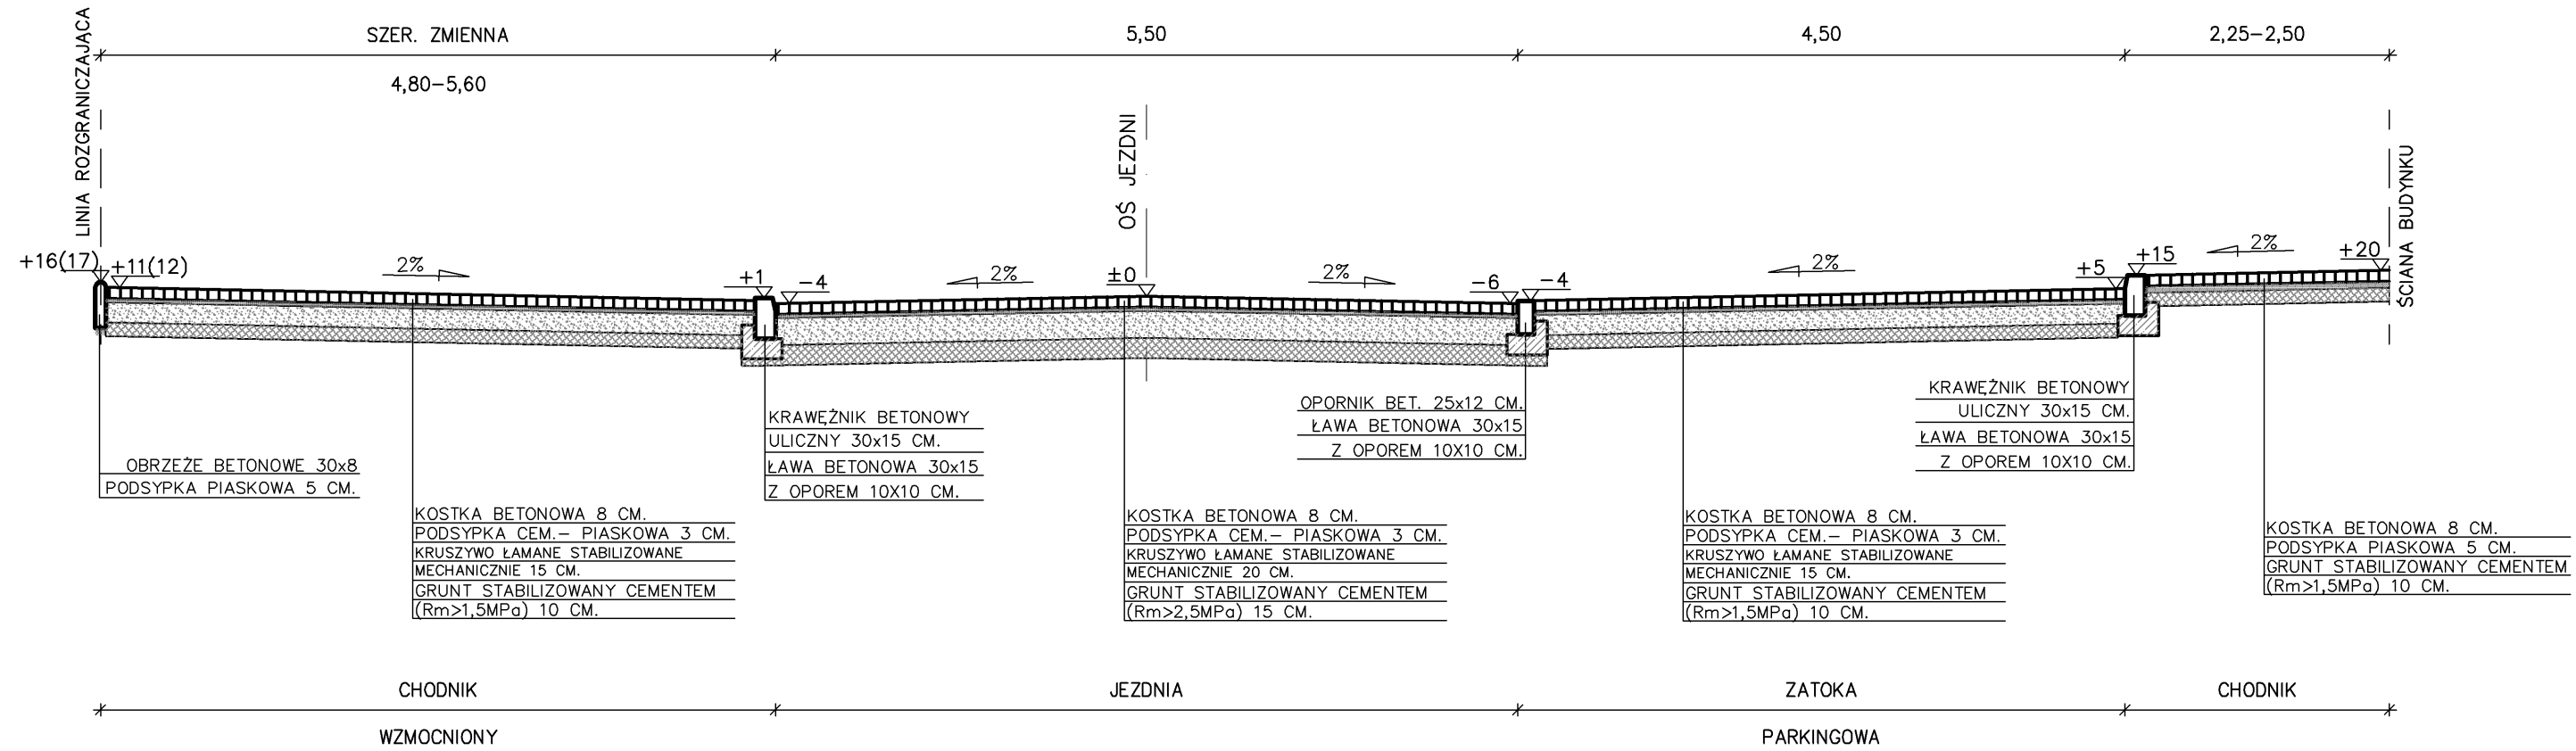 SZER. ZMIENNA
4,80-5,60
5,50
4,50
2,25-2,50
LINIA ROZGRANICZAJĄCA
OŚ JEZDNI
ŚCIANA BUDYNKU
+16(17)
+11(12)
2%
+1
-4
2%
±0
2%
-6
-4
2%
+5
+15
2%
+20
OBRZEŻE BETONOWE 30x8
PODSYPKA PIASKOWA 5 CM.
KOSTKA BETONOWA 8 CM.
PODSYPKA CEM.- PIASKOWA 3 CM.
KRUSZYWO ŁAMANE STABILIZOWANE
MECHANICZNIE 15 CM.
GRUNT STABILIZOWANY CEMENTEM
(Rm>1,5MPa) 10 CM.
KRAWĘŻNIK BETONOWY
ULICZNY 30x15 CM.
ŁAWA BETONOWA 30x15
Z OPOREM 10X10 CM.
KOSTKA BETONOWA 8 CM.
PODSYPKA CEM.- PIASKOWA 3 CM.
KRUSZYWO ŁAMANE STABILIZOWANE
MECHANICZNIE 20 CM.
GRUNT STABILIZOWANY CEMENTEM
(Rm>2,5MPa) 15 CM.
OPORNIK BET. 25x12 CM.
ŁAWA BETONOWA 30x15
Z OPOREM 10X10 CM.
KOSTKA BETONOWA 8 CM.
PODSYPKA CEM.- PIASKOWA 3 CM.
KRUSZYWO ŁAMANE STABILIZOWANE
MECHANICZNIE 15 CM.
GRUNT STABILIZOWANY CEMENTEM
(Rm>1,5MPa) 10 CM.
KRAWĘŻNIK BETONOWY
ULICZNY 30x15 CM.
ŁAWA BETONOWA 30x15
Z OPOREM 10X10 CM.
KOSTKA BETONOWA 8 CM.
PODSYPKA PIASKOWA 5 CM.
GRUNT STABILIZOWANY CEMENTEM
(Rm>1,5MPa) 10 CM.
CHODNIK
WZMOCNIONY
JEZDNIA
ZATOKA
PARKINGOWA
CHODNIK